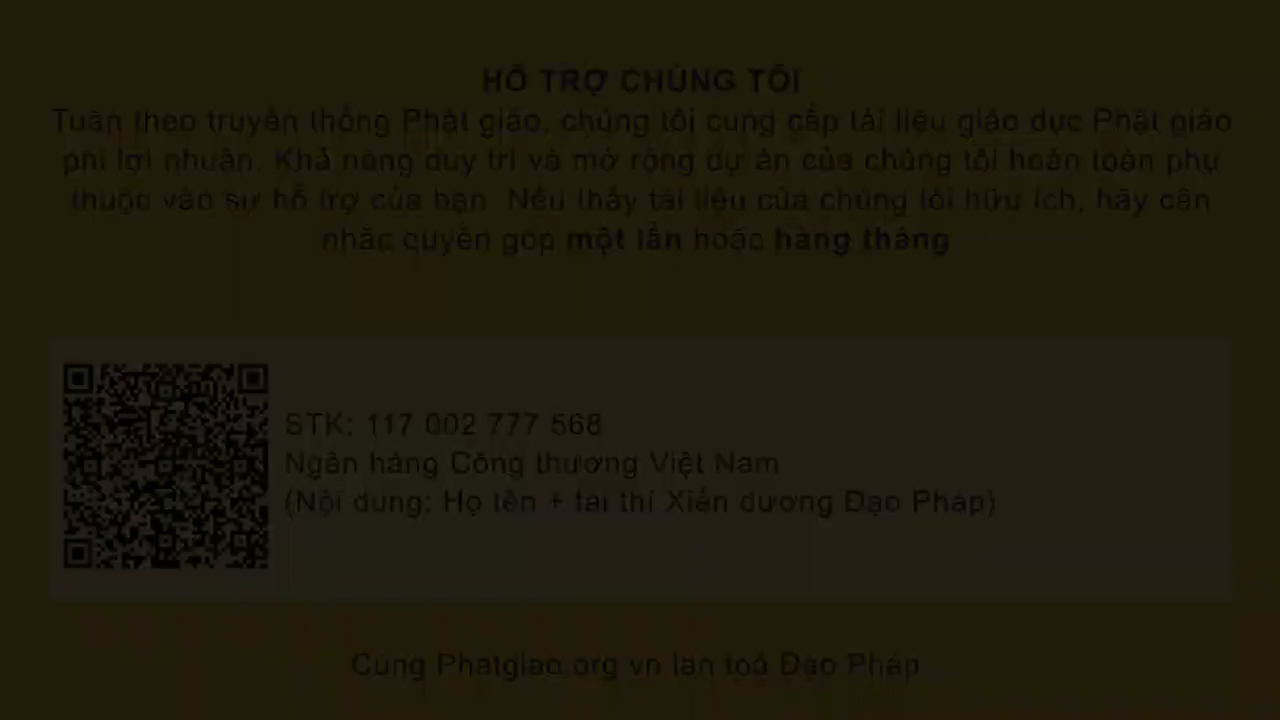 HỖ TRỢ CHÚNG TÔI
Tuân theo truyền thống Phật giáo, chúng tôi cung cấp tài liệu giáo dục Phật giáo
phi lợi nhuận. Khả năng duy trì và mở rộng dự án của chúng tôi hoàn toàn phụ
thuộc vào sự hỗ trợ của bạn. Nếu thấy tài liệu của chúng tôi hữu ích, hãy cân
nhắc quyên góp một lần hoặc hàng tháng
STK: 117 002 777 568
Ngân hàng Công thương Việt Nam
(Nội dung: Họ tên + tài thí Xiển dương Đạo Pháp)
Cùng Phatgiao.org.vn lan toả Đạo Pháp